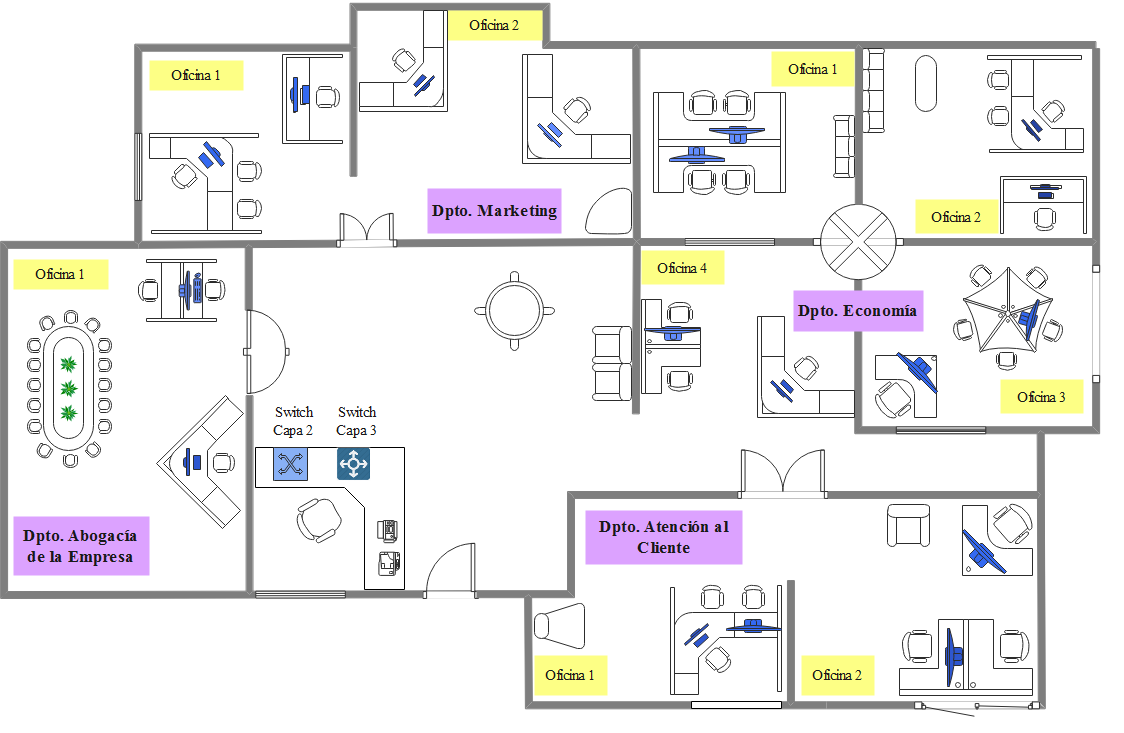 Oficina 2
Oficina 1
Oficina 1
Dpto. Marketing
Oficina 2
Oficina 1
Oficina 4
Dpto. Economía
Oficina 3
Switch
Capa 2
Switch
Capa 3
Dpto. Abogacía
de la Empresa
Dpto. Atención al
Cliente
Oficina 1
Oficina 2